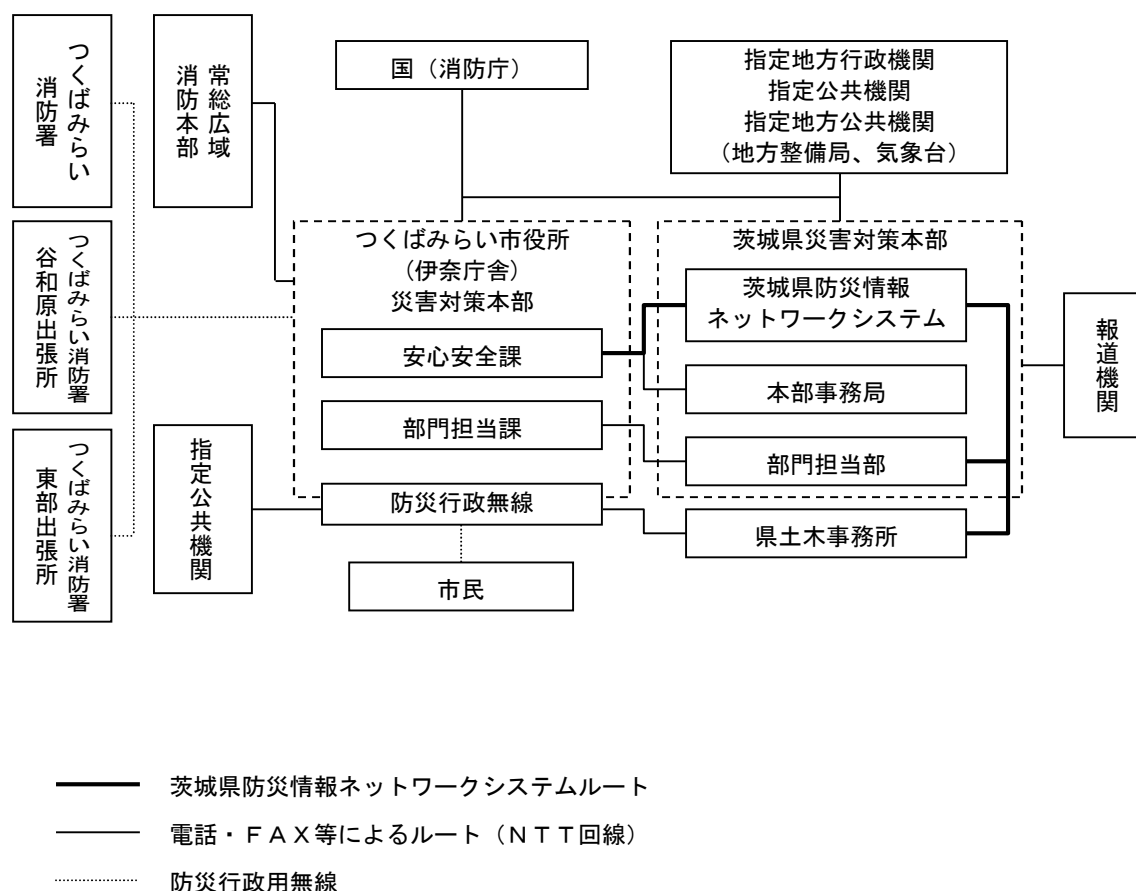 つくばみらい
消防署
常総広域
消防本部
国（消防庁）
指定地方行政機関
指定公共機関
指定地方公共機関
（地方整備局、気象台）
つくばみらい消防署
谷和原出張所
つくばみらい市役所
（伊奈庁舎）
災害対策本部
茨城県災害対策本部
茨城県防災情報
ネットワークシステム
報道機関
安心安全課
本部事務局
部門担当課
部門担当部
つくばみらい消防署
東部出張所
指定公共機関
防災行政無線
県土木事務所
市民
茨城県防災情報ネットワークシステムルート
電話・ＦＡＸ等によるルート（ＮＴＴ回線）
防災行政用無線